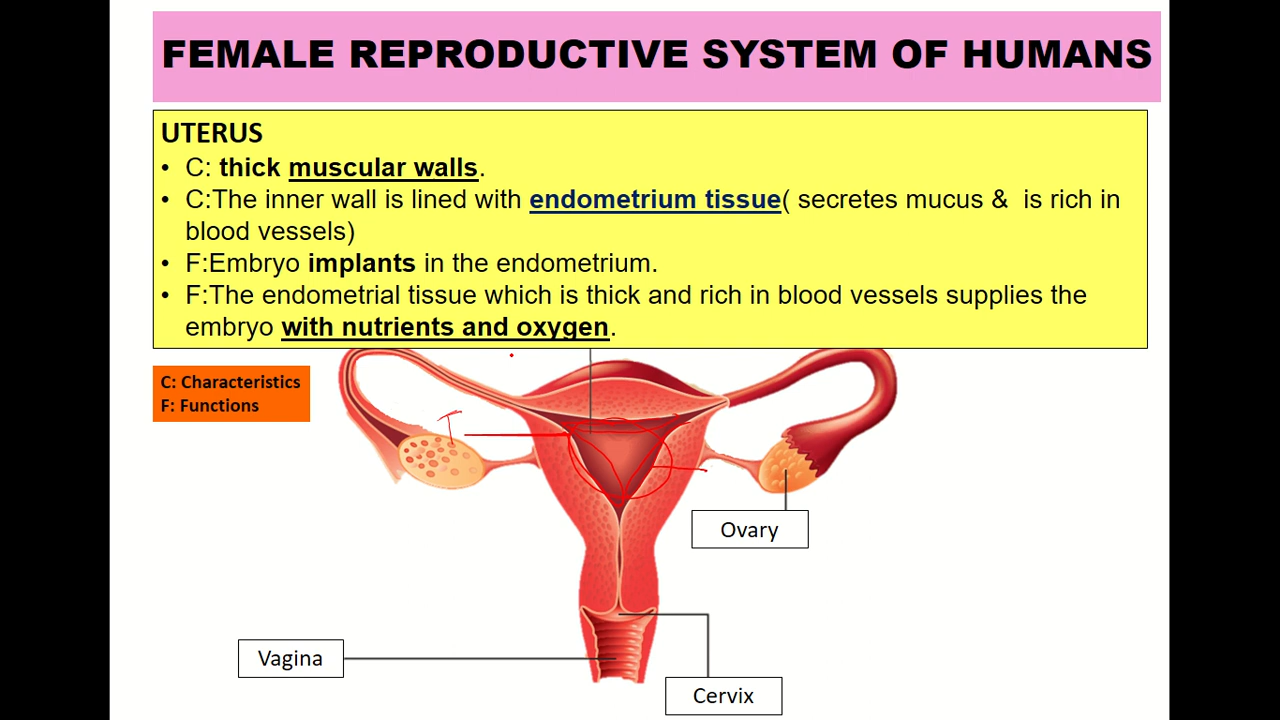 FEMALE REPRODUCTIVE SYSTEM OF HUMANS
UTERUS
• C: thick muscular walls.
• C:The inner wall is lined with endometrium tissue( secretes mucus & is rich in
blood vessels)
• F:Embryo implants in the endometrium.
• F:The endometrial tissue which is thick and rich in blood vessels supplies the
embryo with nutrients and oxygen.
C: Characteristics
F: Functions
Ovary
Vagina
Cervix